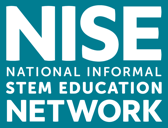 NISE
NATIONAL INFORMAL
STEM EDUCATION
NETWORK